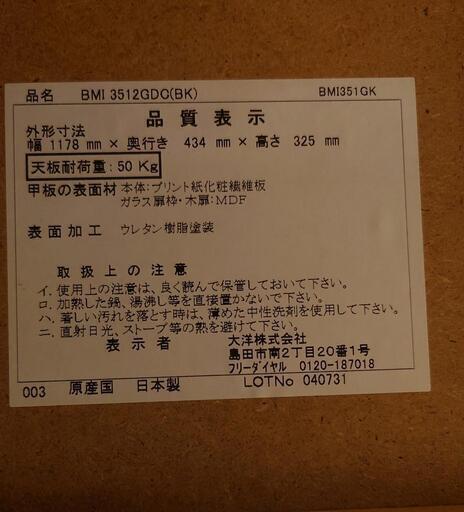 品名 BMI 3512GDC(BK) BMI351GK
品質表示
外形寸法
幅 1178 mm × 奥行き 434 mm × 高さ 325 mm
天板耐荷重: 50 Kg
甲板の表面材 本体:プリント紙化粧繊維板
ガラス扉枠・木扉:MDF
表面加工 ウレタン樹脂塗装
取扱上の注意
イ. 使用上の注意は、良く読んで保管しておいて下さい。
ロ. 加熱した鍋、湯沸し等を直接置かないで下さい。
ハ. 著しい汚れを落とす時は、薄めた中性洗剤を使用して下さい。
ニ. 直射日光、ストーブ等の熱を避けて下さい。
表示者 大洋株式会社
島田市南2丁目20番1号
フリーダイヤル 0120-187018
003 原産国 日本製 LOTNo 040731